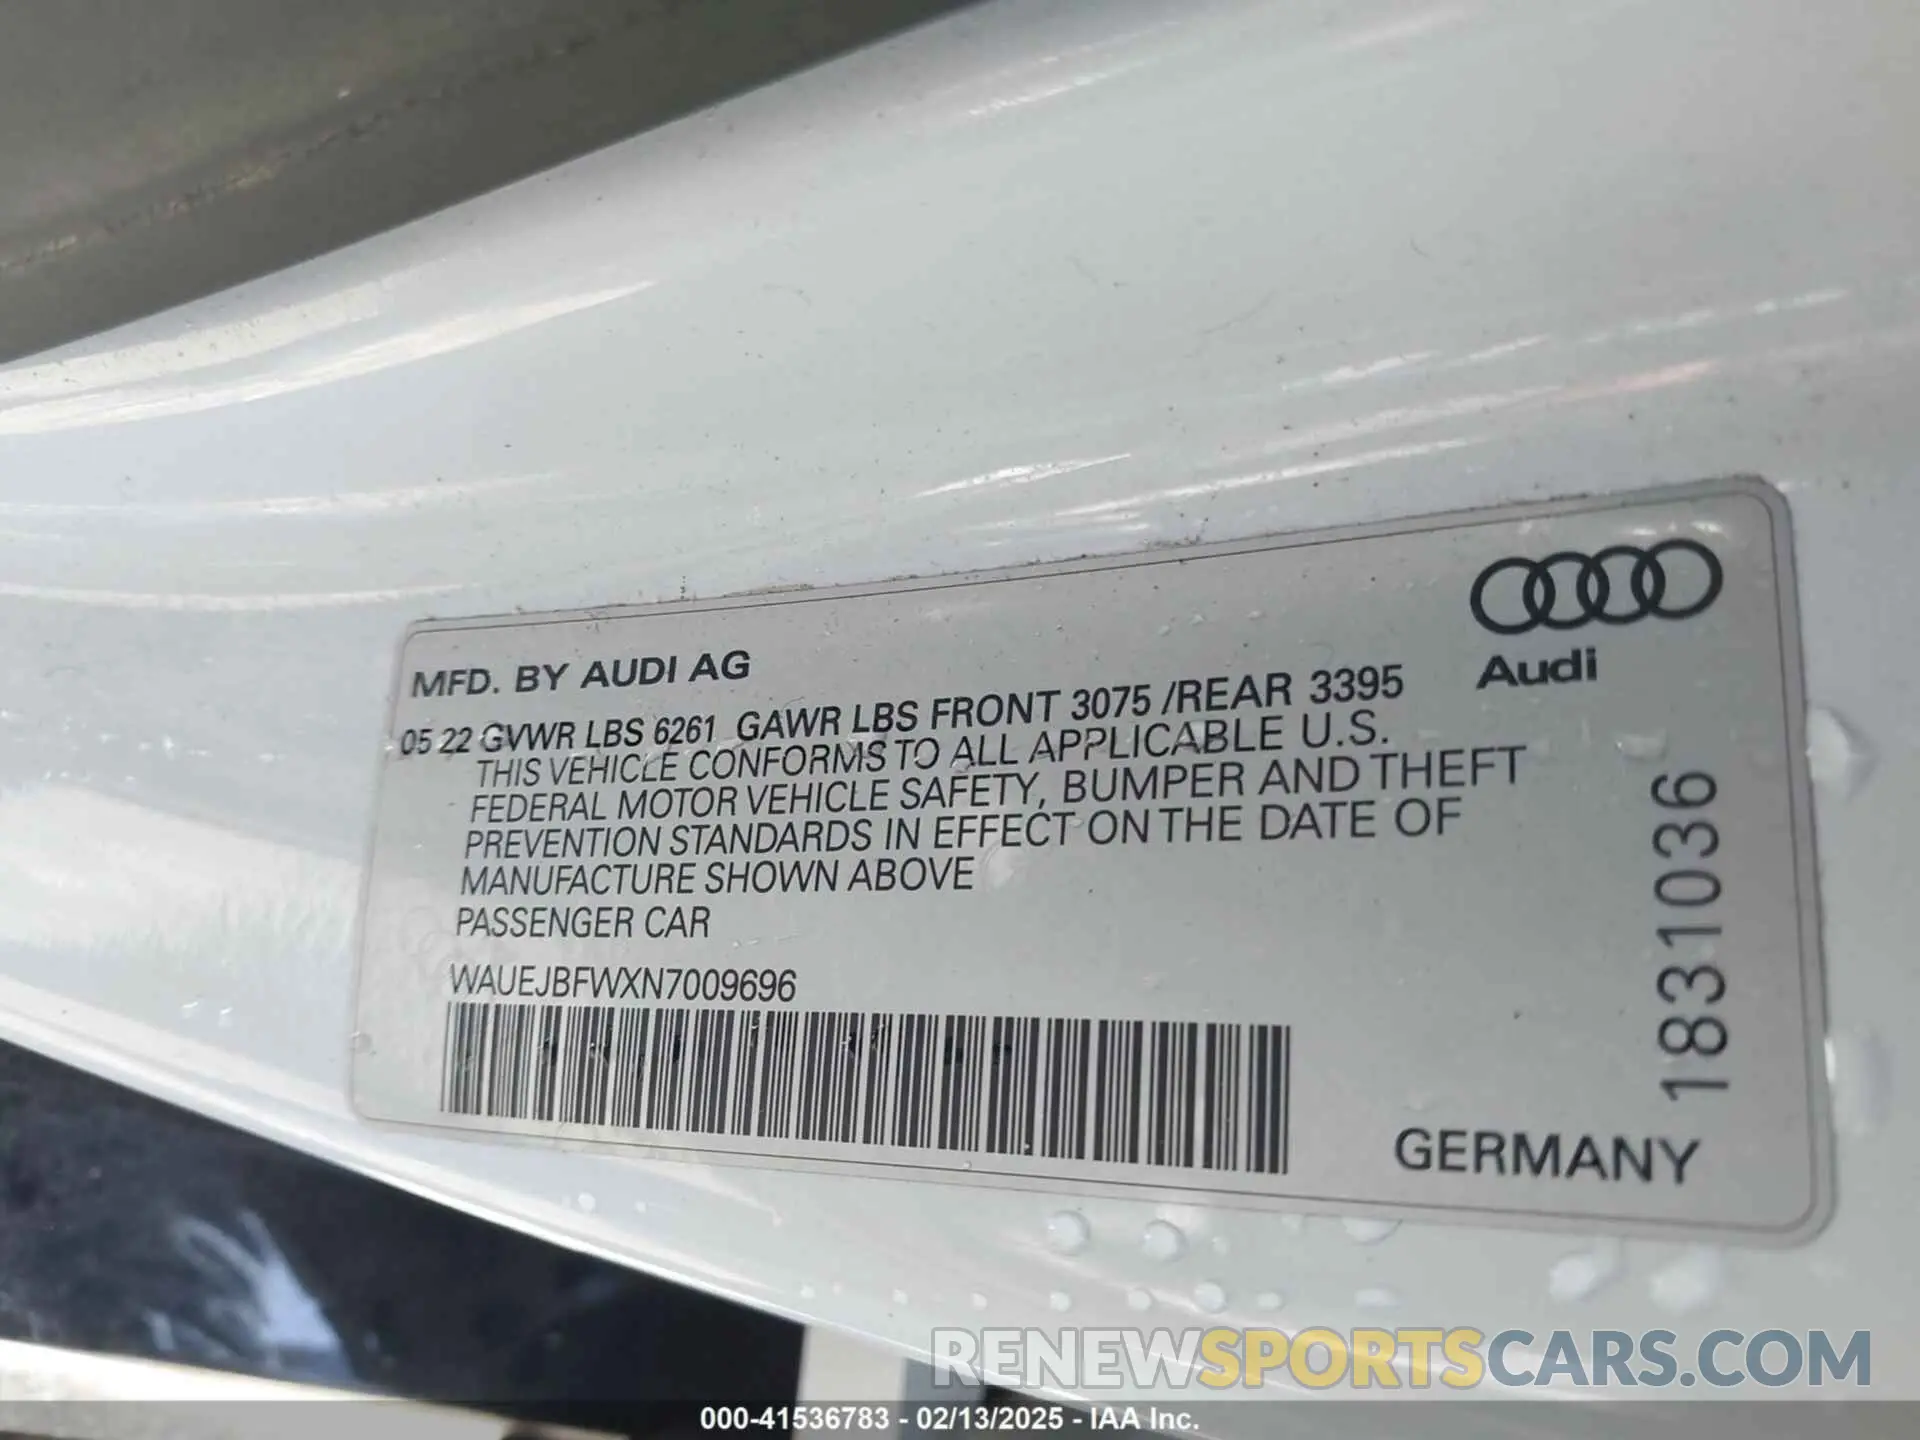 MFD. BY AUDI AG
05 22 GVWR LBS 6261 GAWR LBS FRONT 3075 /REAR 3395
THIS VEHICLE CONFORMS TO ALL APPLICABLE U.S.
FEDERAL MOTOR VEHICLE SAFETY, BUMPER AND THEFT
PREVENTION STANDARDS IN EFFECT ON THE DATE OF
MANUFACTURE SHOWN ABOVE
PASSENGER CAR
WAUEJBFWXN7009696
Audi
1831036
GERMANY
RENEWSPORTSCARS.COM
000-41536783 - 02/13/2025 - IAA Inc.